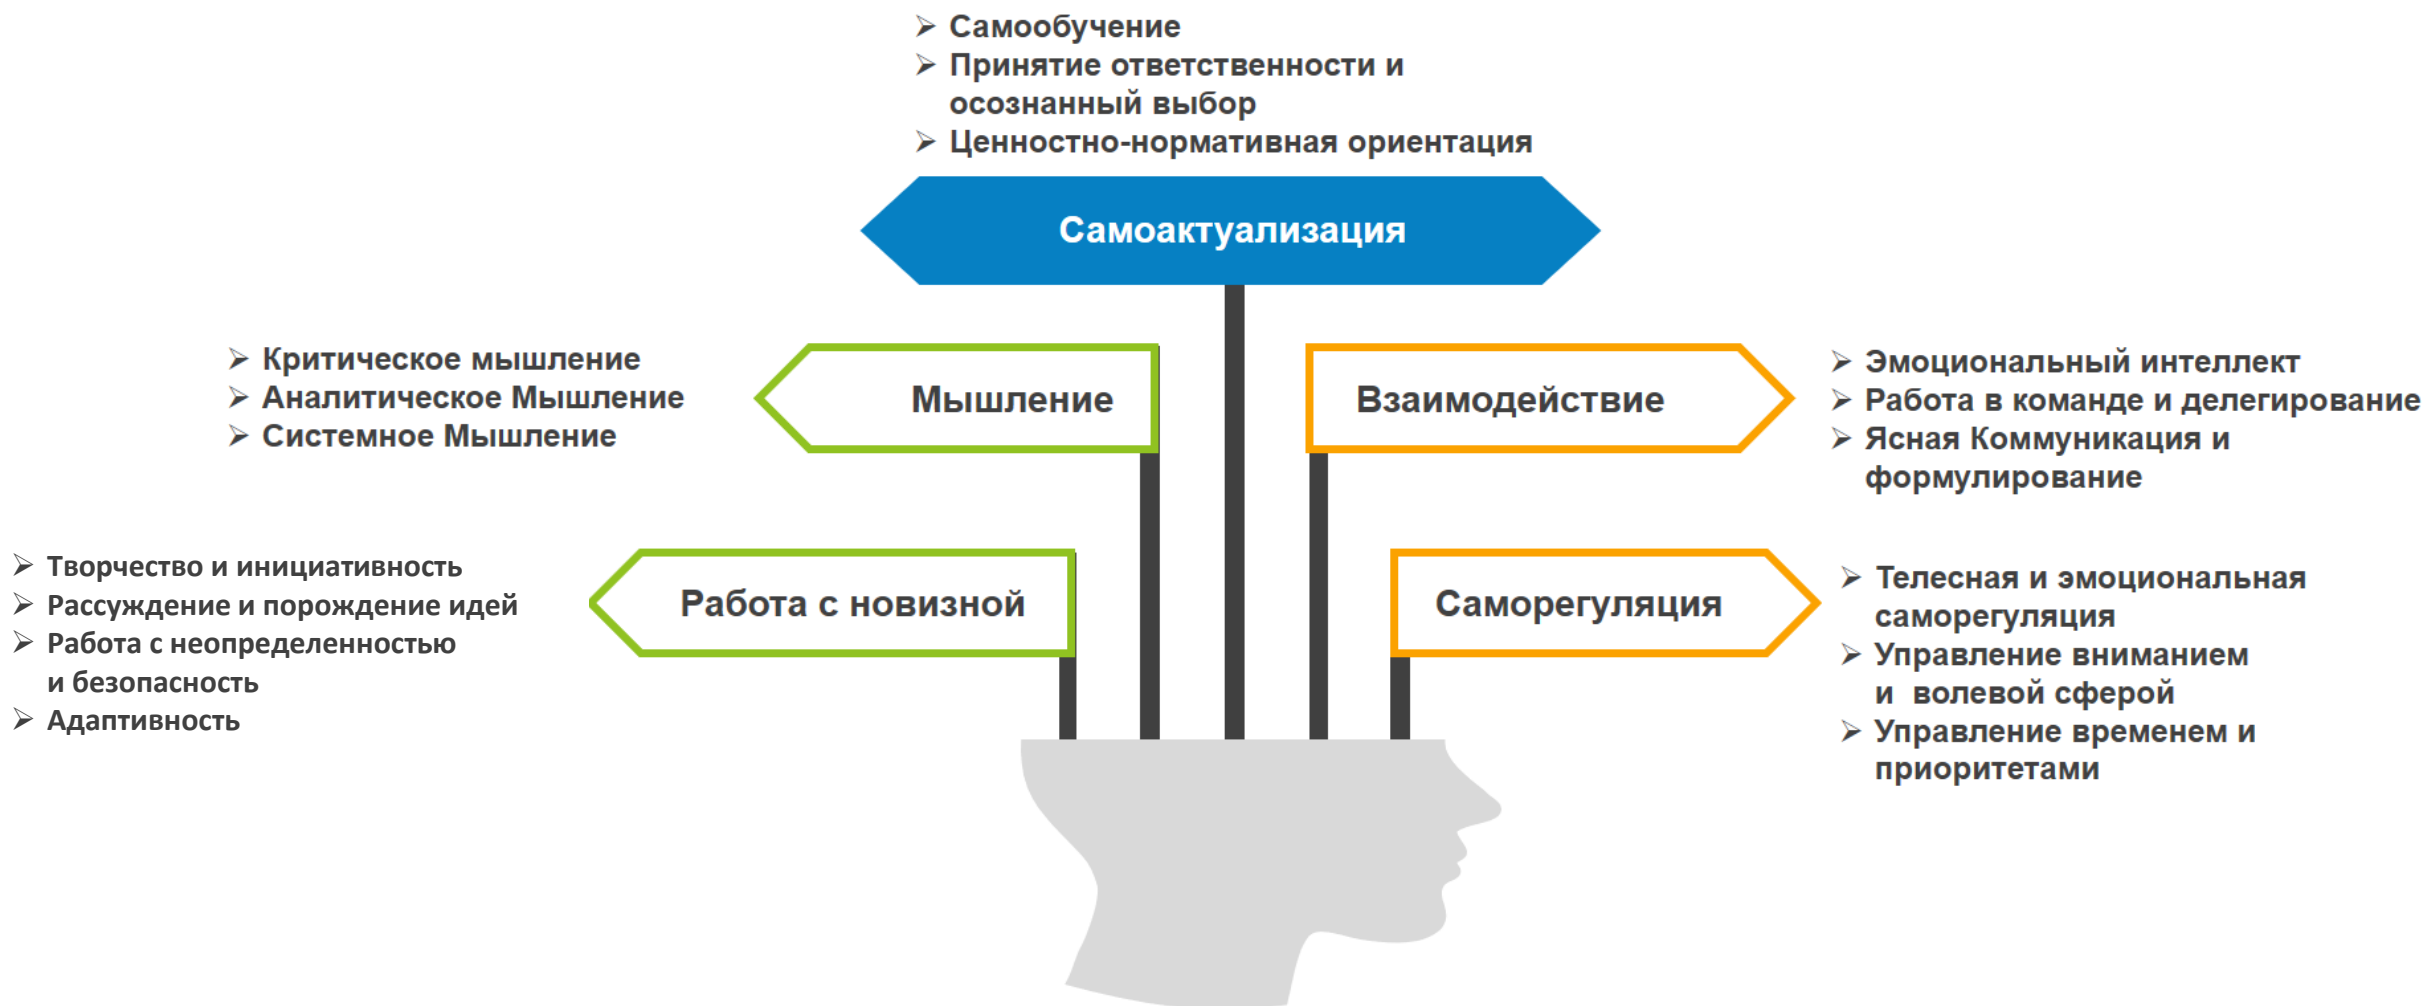 Самообучение
Принятие ответственности и
осознанный выбор
Ценностно-нормативная ориентация
Самоактуализация
Критическое мышление
Аналитическое Мышление
Системное Мышление
Мышление
Взаимодействие
Эмоциональный интеллект
Работа в команде и делегирование
Ясная Коммуникация и
формулирование
Творчество и инициативность
Рассуждение и порождение идей
Работа с неопределенностью
и безопасность
Адаптивность
Работа с новизной
Саморегуляция
Телесная и эмоциональная
саморегуляция
Управление вниманием
и волевой сферой
Управление временем и
приоритетами